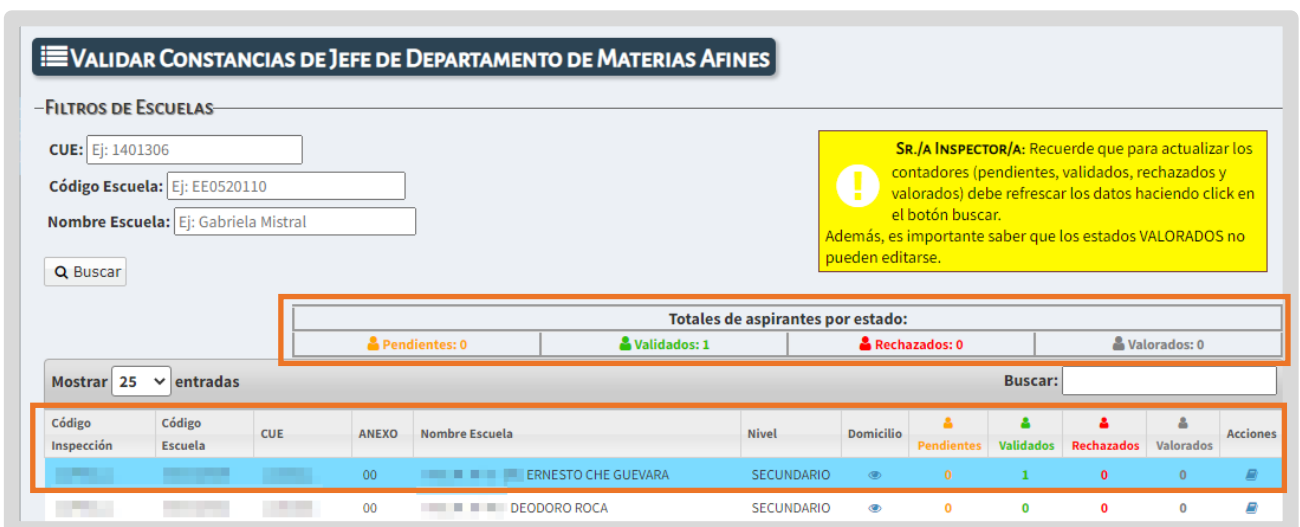 VALIDAR CONSTANCIAS DE JEFE DE DEPARTAMENTO DE MATERIAS AFINES
FILTROS DE ESCUELAS
CUE: Ej: 1401306
Código Escuela: Ej: EE0520110
Nombre Escuela: Ej: Gabriela Mistral
Buscar
SR./A INSPECTOR/A: Recuerde que para actualizar los
contadores (pendientes, validados, rechazados y
valorados) debe refrescar los datos haciendo click en
el botón buscar.
Además, es importante saber que los estados VALORADOS no
pueden editarse.
Totales de aspirantes por estado:
Pendientes: 0 Validados: 1 Rechazados: 0 Valorados: 0
Mostrar 25 entradas Buscar:
Código Inspección Código Escuela CUE ANEXO Nombre Escuela Nivel Domicilio Pendientes Validados Rechazados Valorados Acciones
00 ERNESTO CHE GUEVARA SECUNDARIO 0 1 0 0
00 DEODORO ROCA SECUNDARIO 0 0 0 0